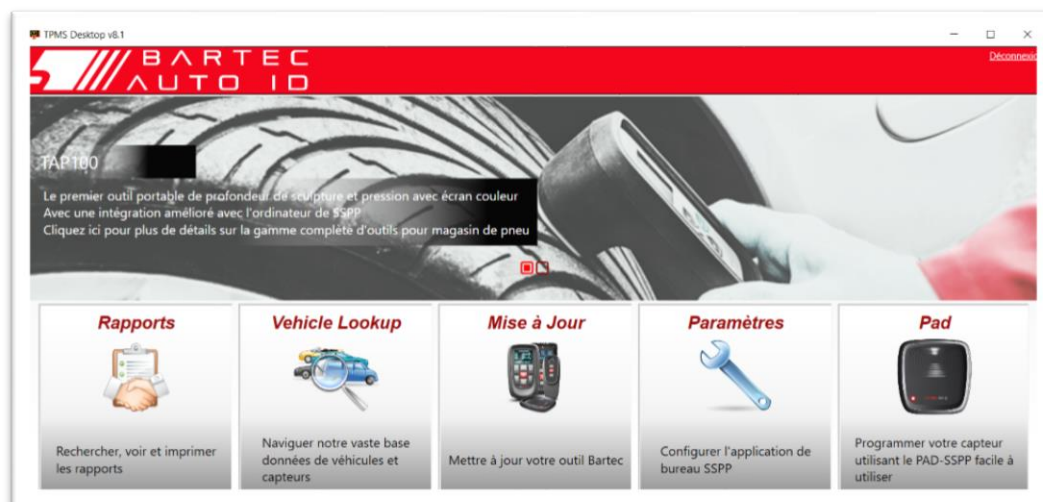 TPMS Desktop v8.1
BARTEC
AUTO ID
Déconnexio
TAP100
Le premier outil portable de profondeur de sculpture et pression avec écran couleur
Avec une intégration amélioré avec l'ordinateur de SSPP
Cliquez ici pour plus de détails sur la gamme complète d'outils pour magasin de pneu
Rapports
Rechercher, voir et imprimer
les rapports
Vehicle Lookup
Naviguer notre vaste base
données de véhicules et
capteurs
Mise à Jour
Mettre à jour votre outil Bartec
Paramètres
Configurer l'application de
bureau SSPP
Pad
Programmer votre capteur
utilisant le PAD-SSPP facile à
utiliser